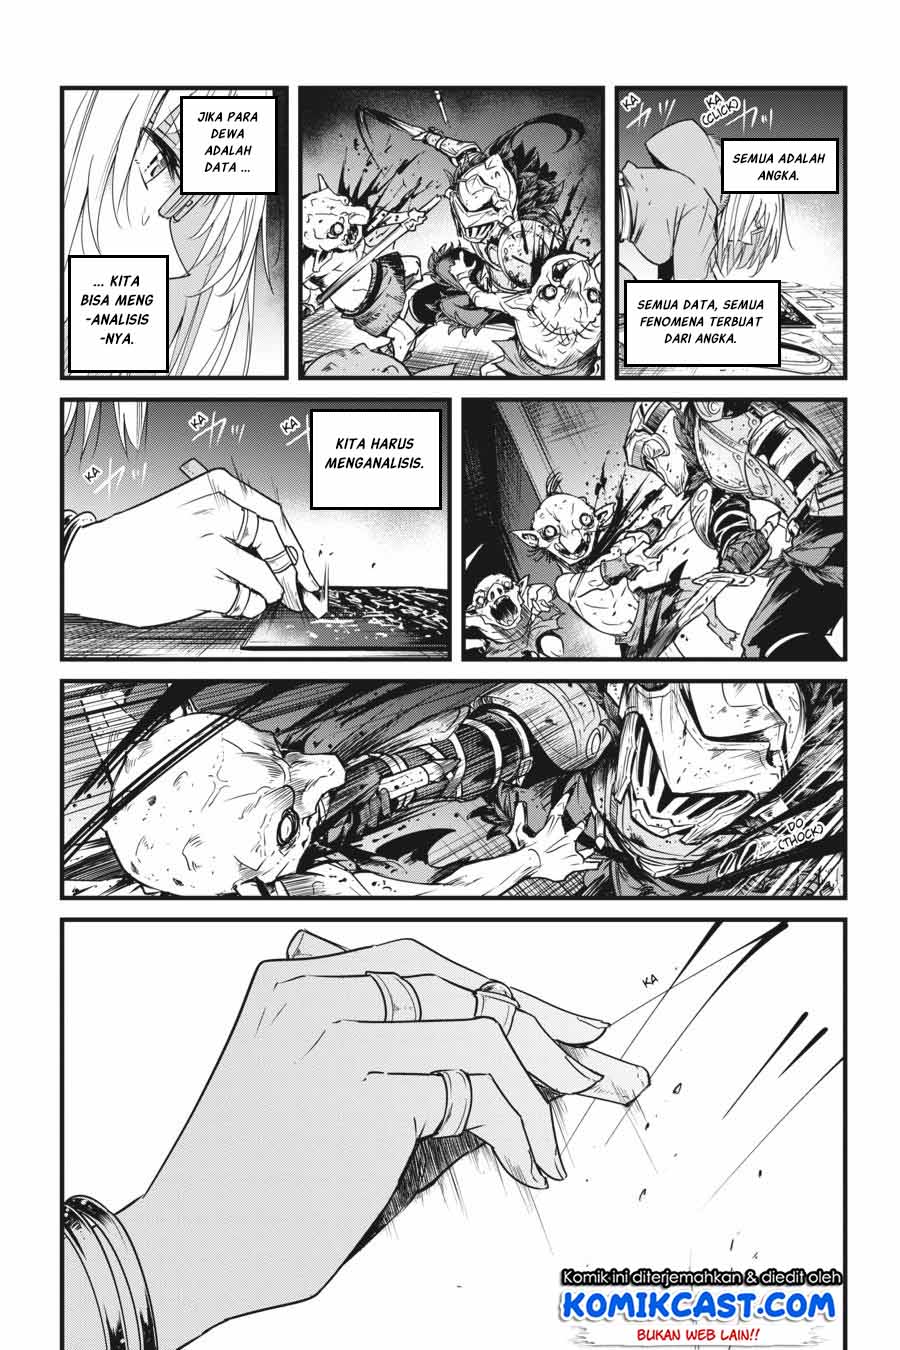 KA
KA
(CLICK)
SEMUA ADALAH
ANGKA.
SEMUA DATA, SEMUA
FENOMENA TERBUAT
DARI ANGKA.
JIKA PARA
DEWA
ADALAH
DATA ...
... KITA
BISA MENG
-ANALISIS
-NYA.
KA
KA
KA
KITA HARUS
MENGANALISIS.
DO
(THOCK)
KA
Komik ini diterjemahkan & diedit oleh
KOMIKCAST.COM
BUKAN WEB LAIN!!